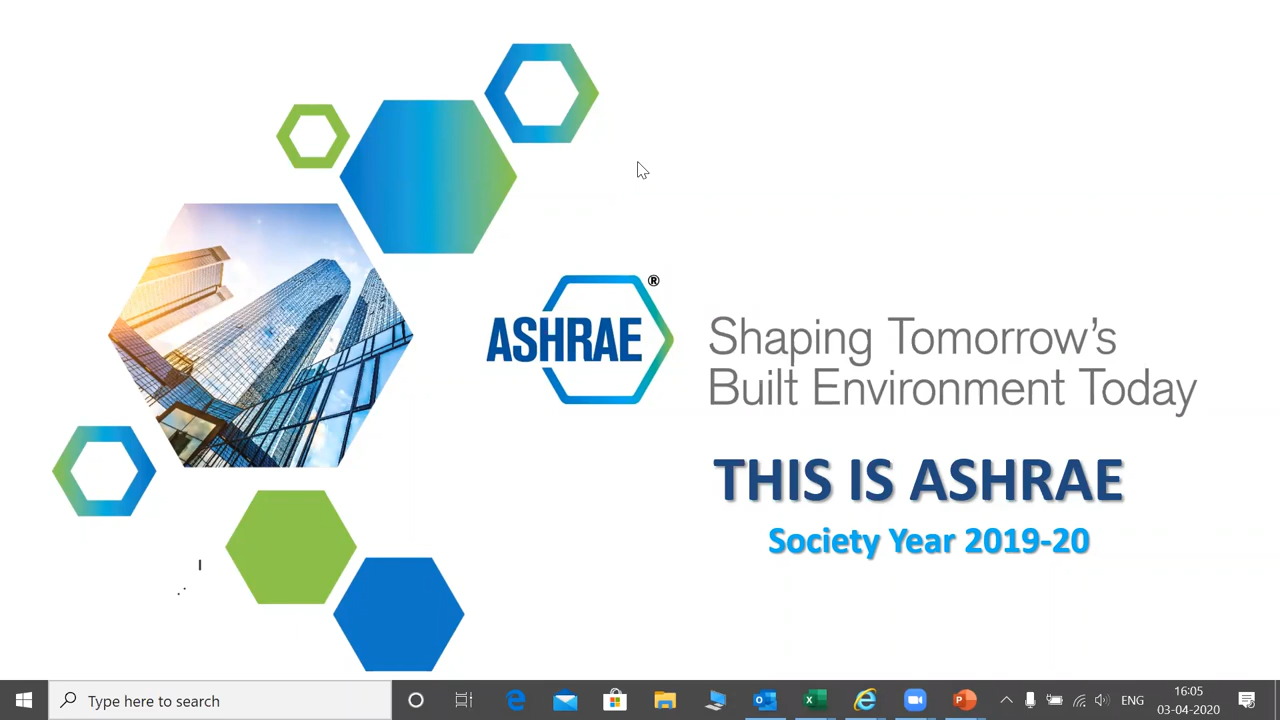 ASHRAE®
Shaping Tomorrow's
Built Environment Today
THIS IS ASHRAE
Society Year 2019-20
Type here to search
ENG
16:05
03-04-2020